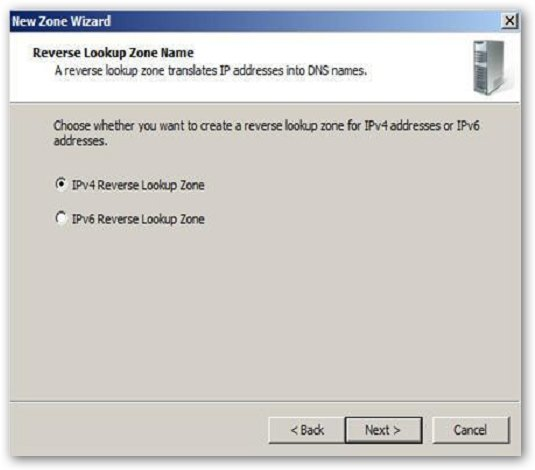 New Zone Wizard
Reverse Lookup Zone Name
A reverse lookup zone translates IP addresses into DNS names.
Choose whether you want to create a reverse lookup zone for IPv4 addresses or IPv6
addresses.
IPv4 Reverse Lookup Zone
IPv6 Reverse Lookup Zone
< Back
Next >
Cancel